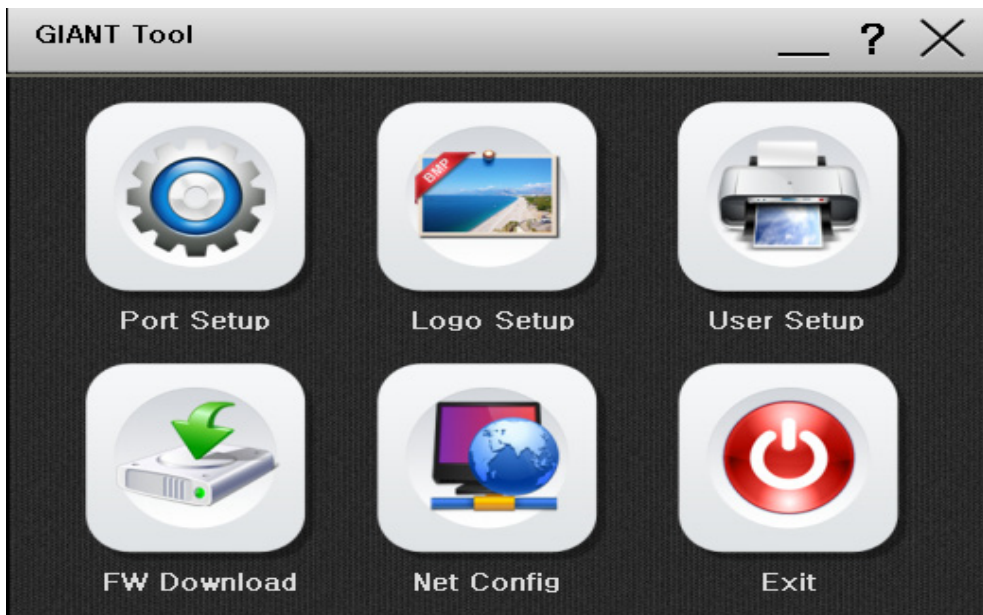 GIANT Tool
?
BMP
Port Setup
Logo Setup
User Setup
FW Download
Net Config
Exit